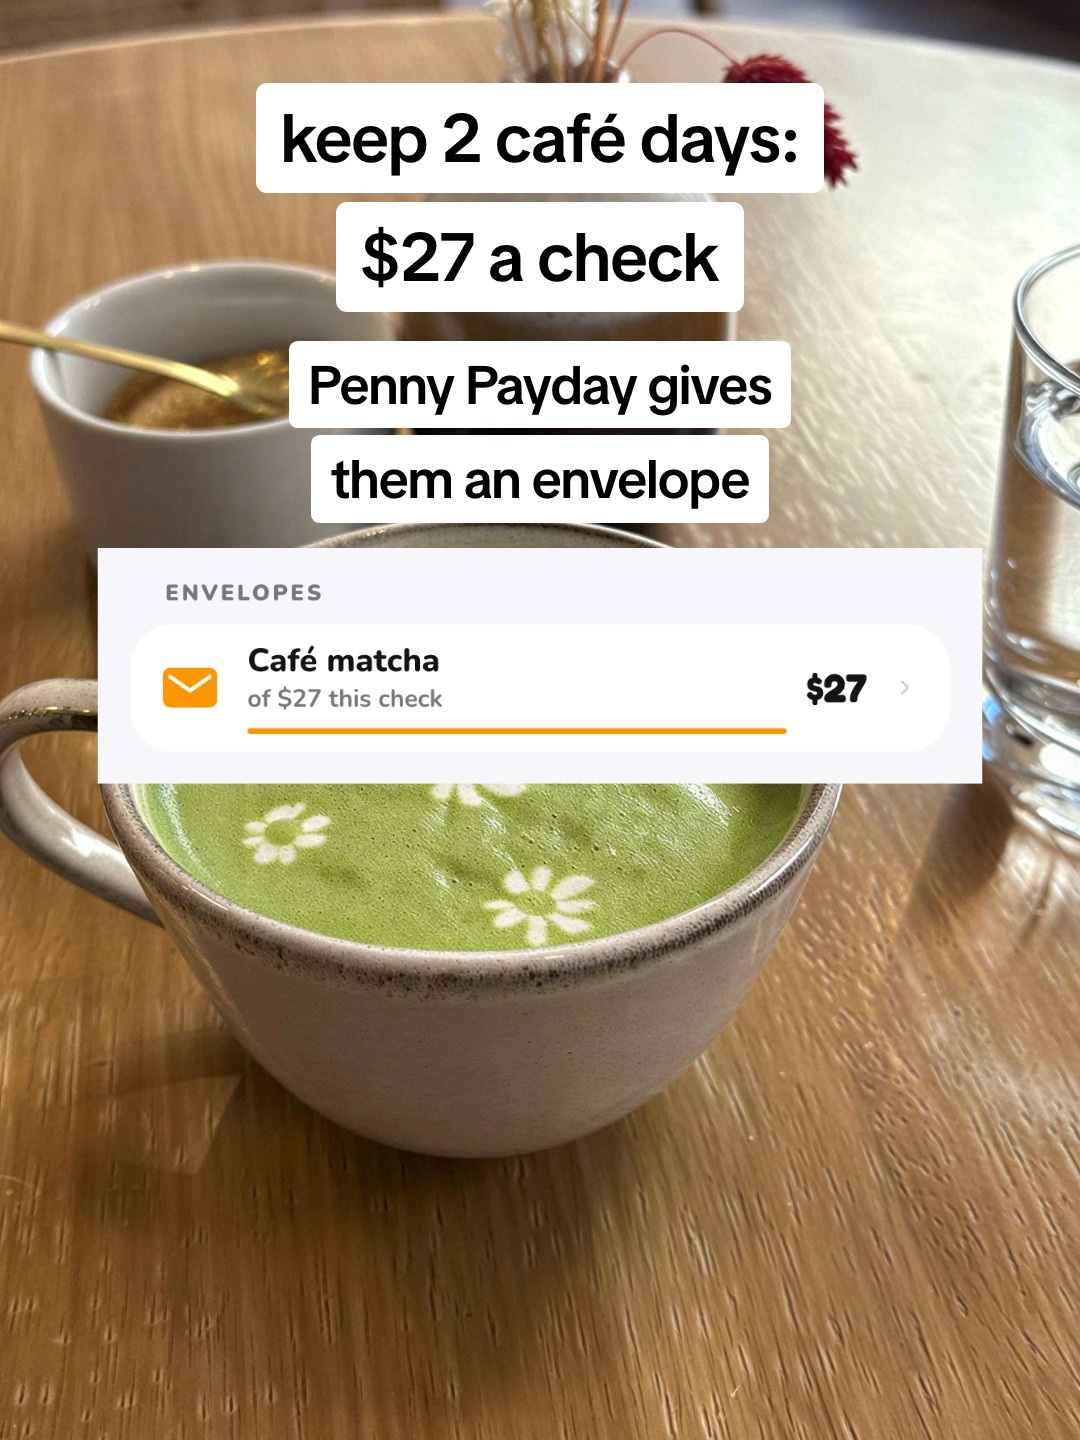 keep 2 café days:
$27 a check
Penny Payday gives
them an envelope
ENVELOPES
Café matcha
of $27 this check
$27